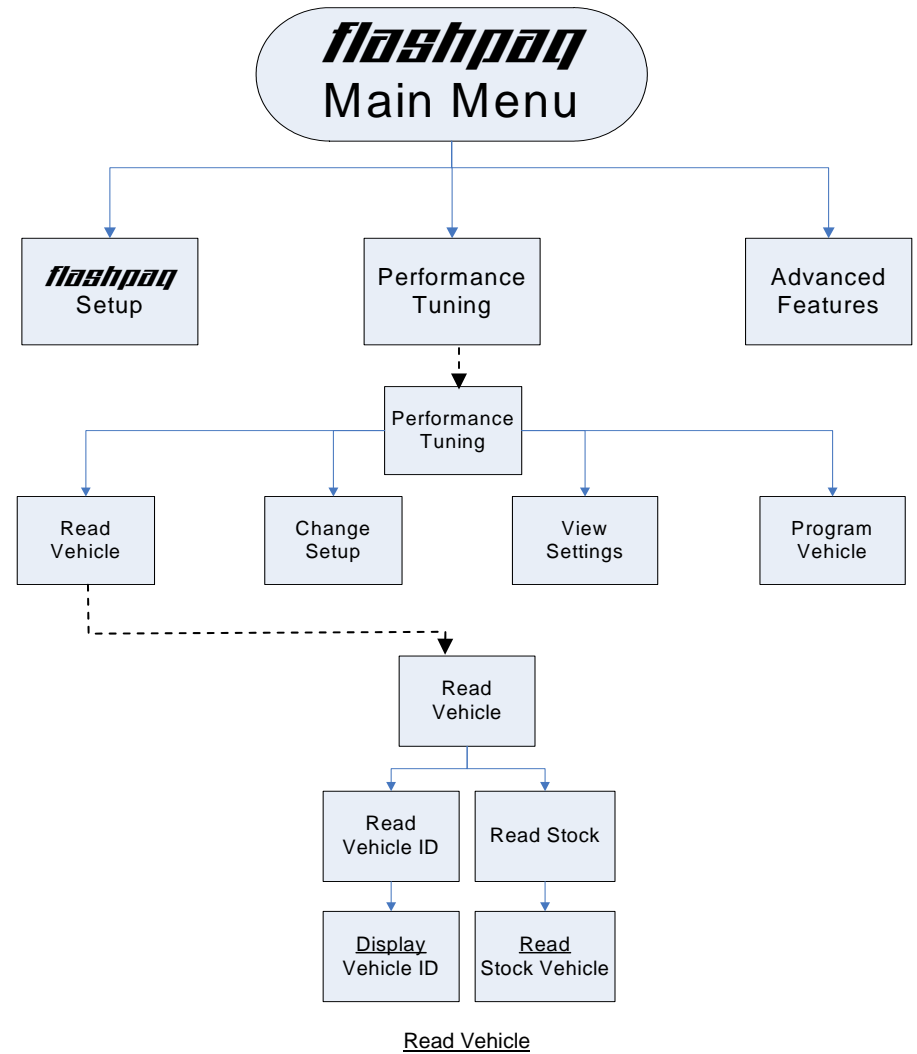 flashpaq
Main Menu
flashpaq
Setup
Performance
Tuning
Advanced
Features
Performance
Tuning
Read
Vehicle
Change
Setup
View
Settings
Program
Vehicle
Read
Vehicle
Read
Vehicle ID
Read Stock
Display
Vehicle ID
Read
Stock Vehicle
Read Vehicle